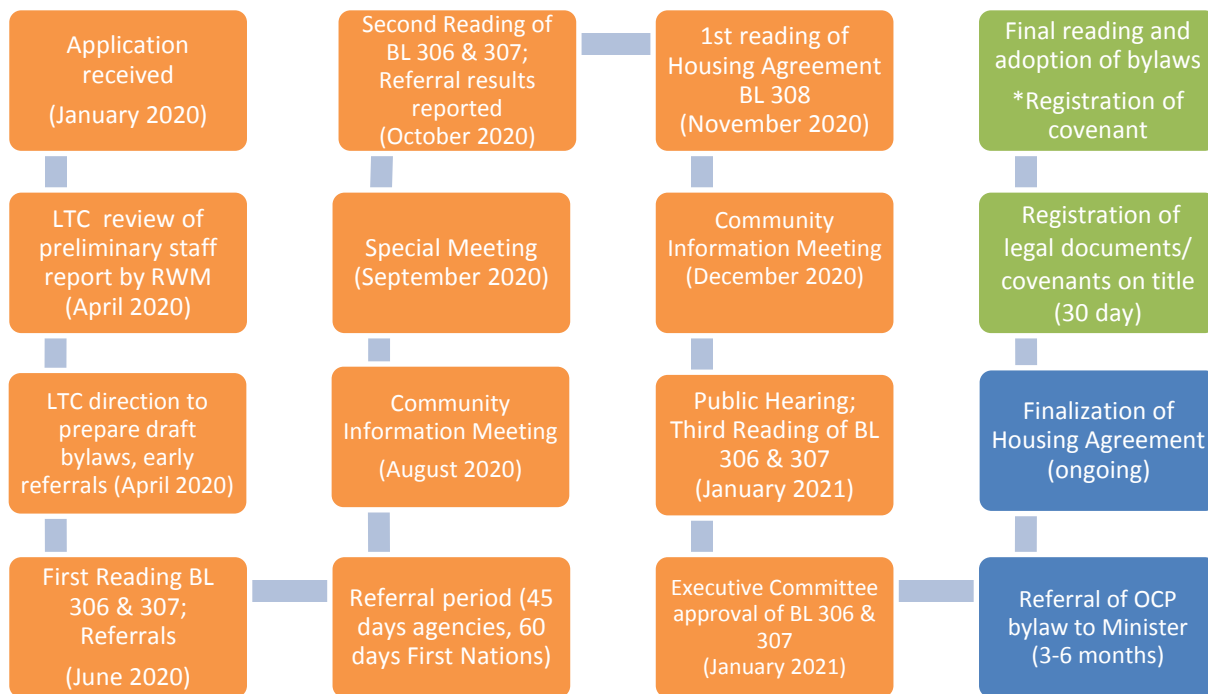 Application
received
(January 2020)
LTC review of
preliminary staff
report by RWM
(April 2020)
LTC direction to
prepare draft
bylaws, early
referrals (April 2020)
First Reading BL
306 & 307;
Referrals
(June 2020)
Referral period (45
days agencies, 60
days First Nations)
Community
Information Meeting
(August 2020)
Special Meeting
(September 2020)
Second Reading of
BL 306 & 307;
Referral results
reported
(October 2020)
1st reading of
Housing Agreement
BL 308
(November 2020)
Community
Information Meeting
(December 2020)
Public Hearing;
Third Reading of BL
306 & 307
(January 2021)
Executive Committee
approval of BL 306 &
307
(January 2021)
Referral of OCP
bylaw to Minister
(3-6 months)
Finalization of
Housing Agreement
(ongoing)
Registration of
legal documents/
covenants on title
(30 day)
Final reading and
adoption of bylaws
*Registration of
covenant